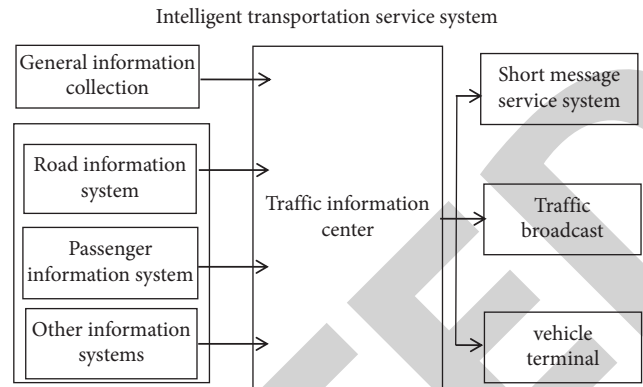 Intelligent transportation service system
General information
collection
Road information
system
Passenger
information system
Other information
systems
Traffic information
center
Short message
service system
Traffic
broadcast
vehicle
terminal